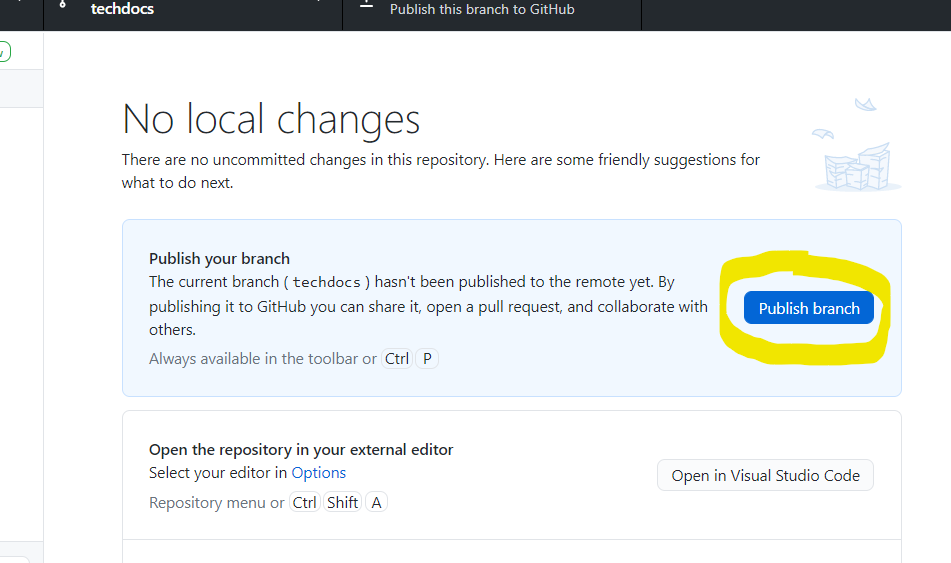 techdocs
Publish this branch to GitHub
No local changes
There are no uncommitted changes in this repository. Here are some friendly suggestions for
what to do next.
Publish your branch
The current branch ( techdocs ) hasn't been published to the remote yet. By
publishing it to GitHub you can share it, open a pull request, and collaborate with
others.
Always available in the toolbar or Ctrl P
Publish branch
Open the repository in your external editor
Select your editor in Options
Repository menu or Ctrl Shift A
Open in Visual Studio Code